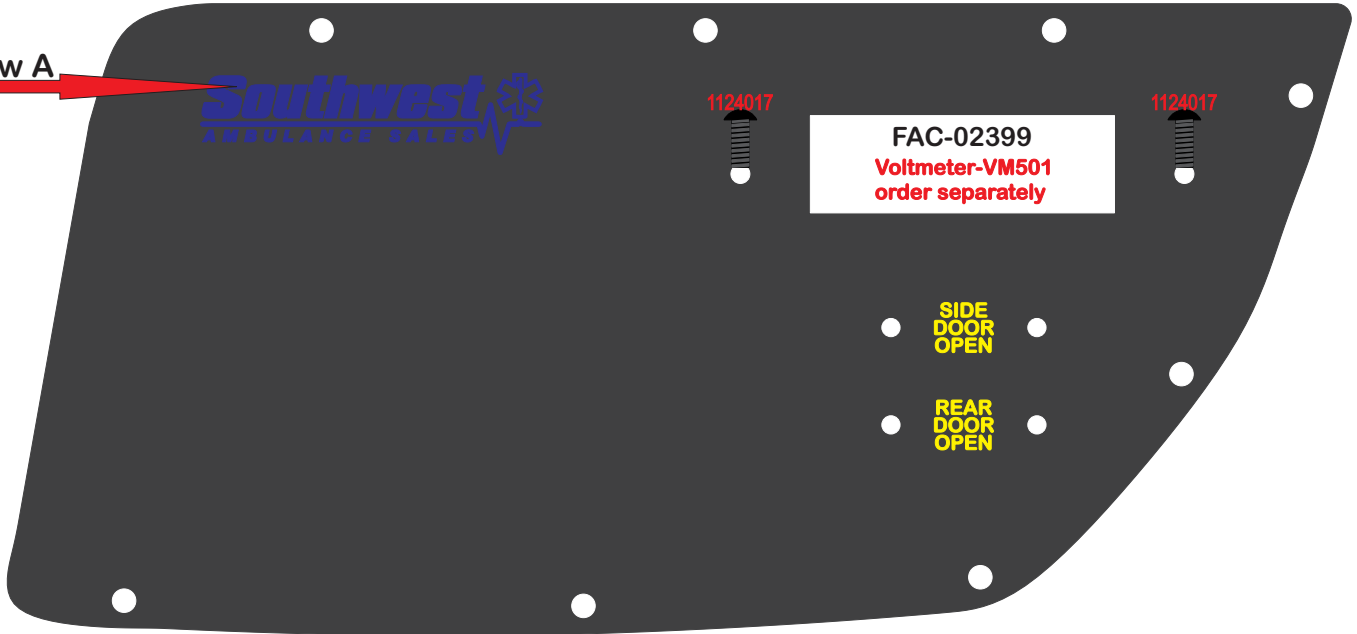 w A
Southwest
AMBULANCE SALES
1124017
1124017
FAC-02399
Voltmeter-VM501
order separately
SIDE
DOOR
OPEN
REAR
DOOR
OPEN